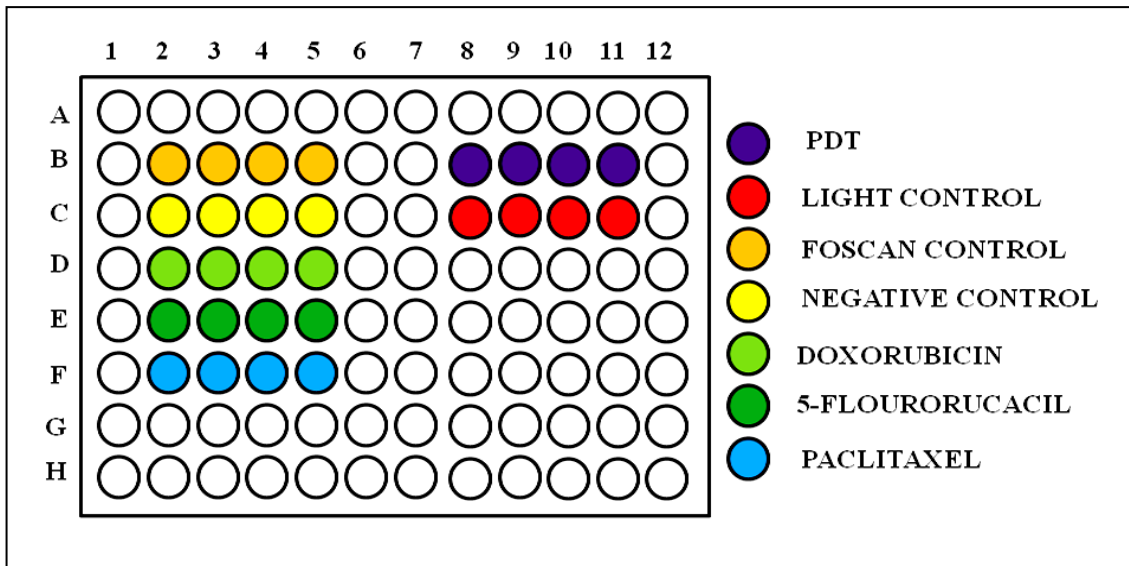 1 2 3 4 5 6 7 8 9 10 11 12
A
B
C
D
E
F
G
H
PDT
LIGHT CONTROL
FOSCAN CONTROL
NEGATIVE CONTROL
DOXORUBICIN
5-FLOURORUCACIL
PACLITAXEL